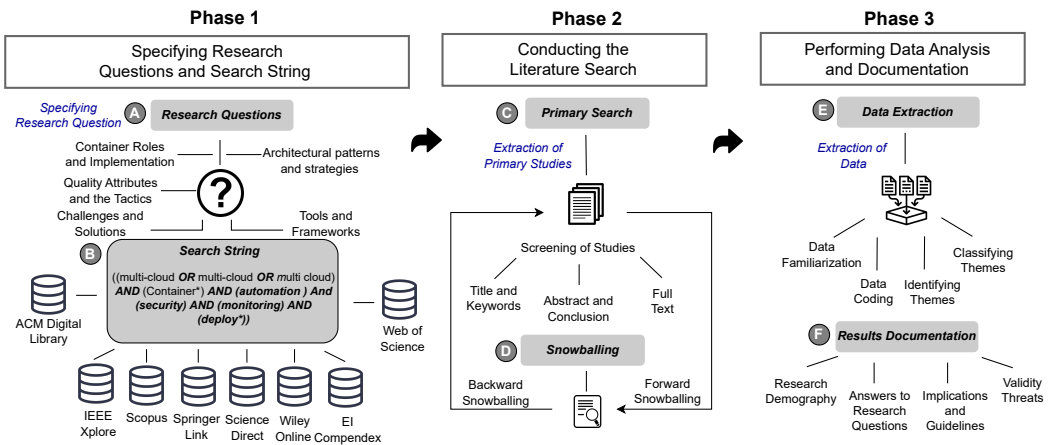 Phase 1
Specifying Research
Questions and Search String
Specifying
Research Question
A
Research Questions
Container Roles
and Implementation
Architectural patterns
and strategies
Quality Attributes
and the Tactics
?
Challenges and
Solutions
Tools and
Frameworks
B
Search String
((multi-cloud OR multi-cloud OR multi cloud)
AND (Container*) AND (automation ) And
(security) AND (monitoring) AND
(deploy*))
ACM Digital
Library
Web of
Science
IEEE
Xplore
Scopus
Springer
Link
Science
Direct
Wiley
Online
EI
Compendex
Phase 2
Conducting the
Literature Search
C
Primary Search
Extraction of
Primary Studies
Screening of Studies
Title and
Keywords
Abstract and
Conclusion
Full
Text
D
Snowballing
Backward
Snowballing
Forward
Snowballing
Phase 3
Performing Data Analysis
and Documentation
E
Data Extraction
Extraction of
Data
Data
Familiarization
Data
Coding
Identifying
Themes
Classifying
Themes
F
Results Documentation
Research
Demography
Answers to
Research
Questions
Implications
and
Guidelines
Validity
Threats